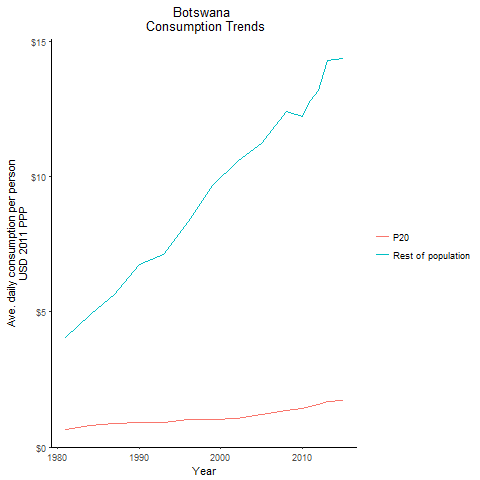 Botswana
Consumption Trends
Ave. daily consumption per person
USD 2011 PPP
$15
$10
$5
$0
1980
1990
2000
2010
Year
P20
Rest of population